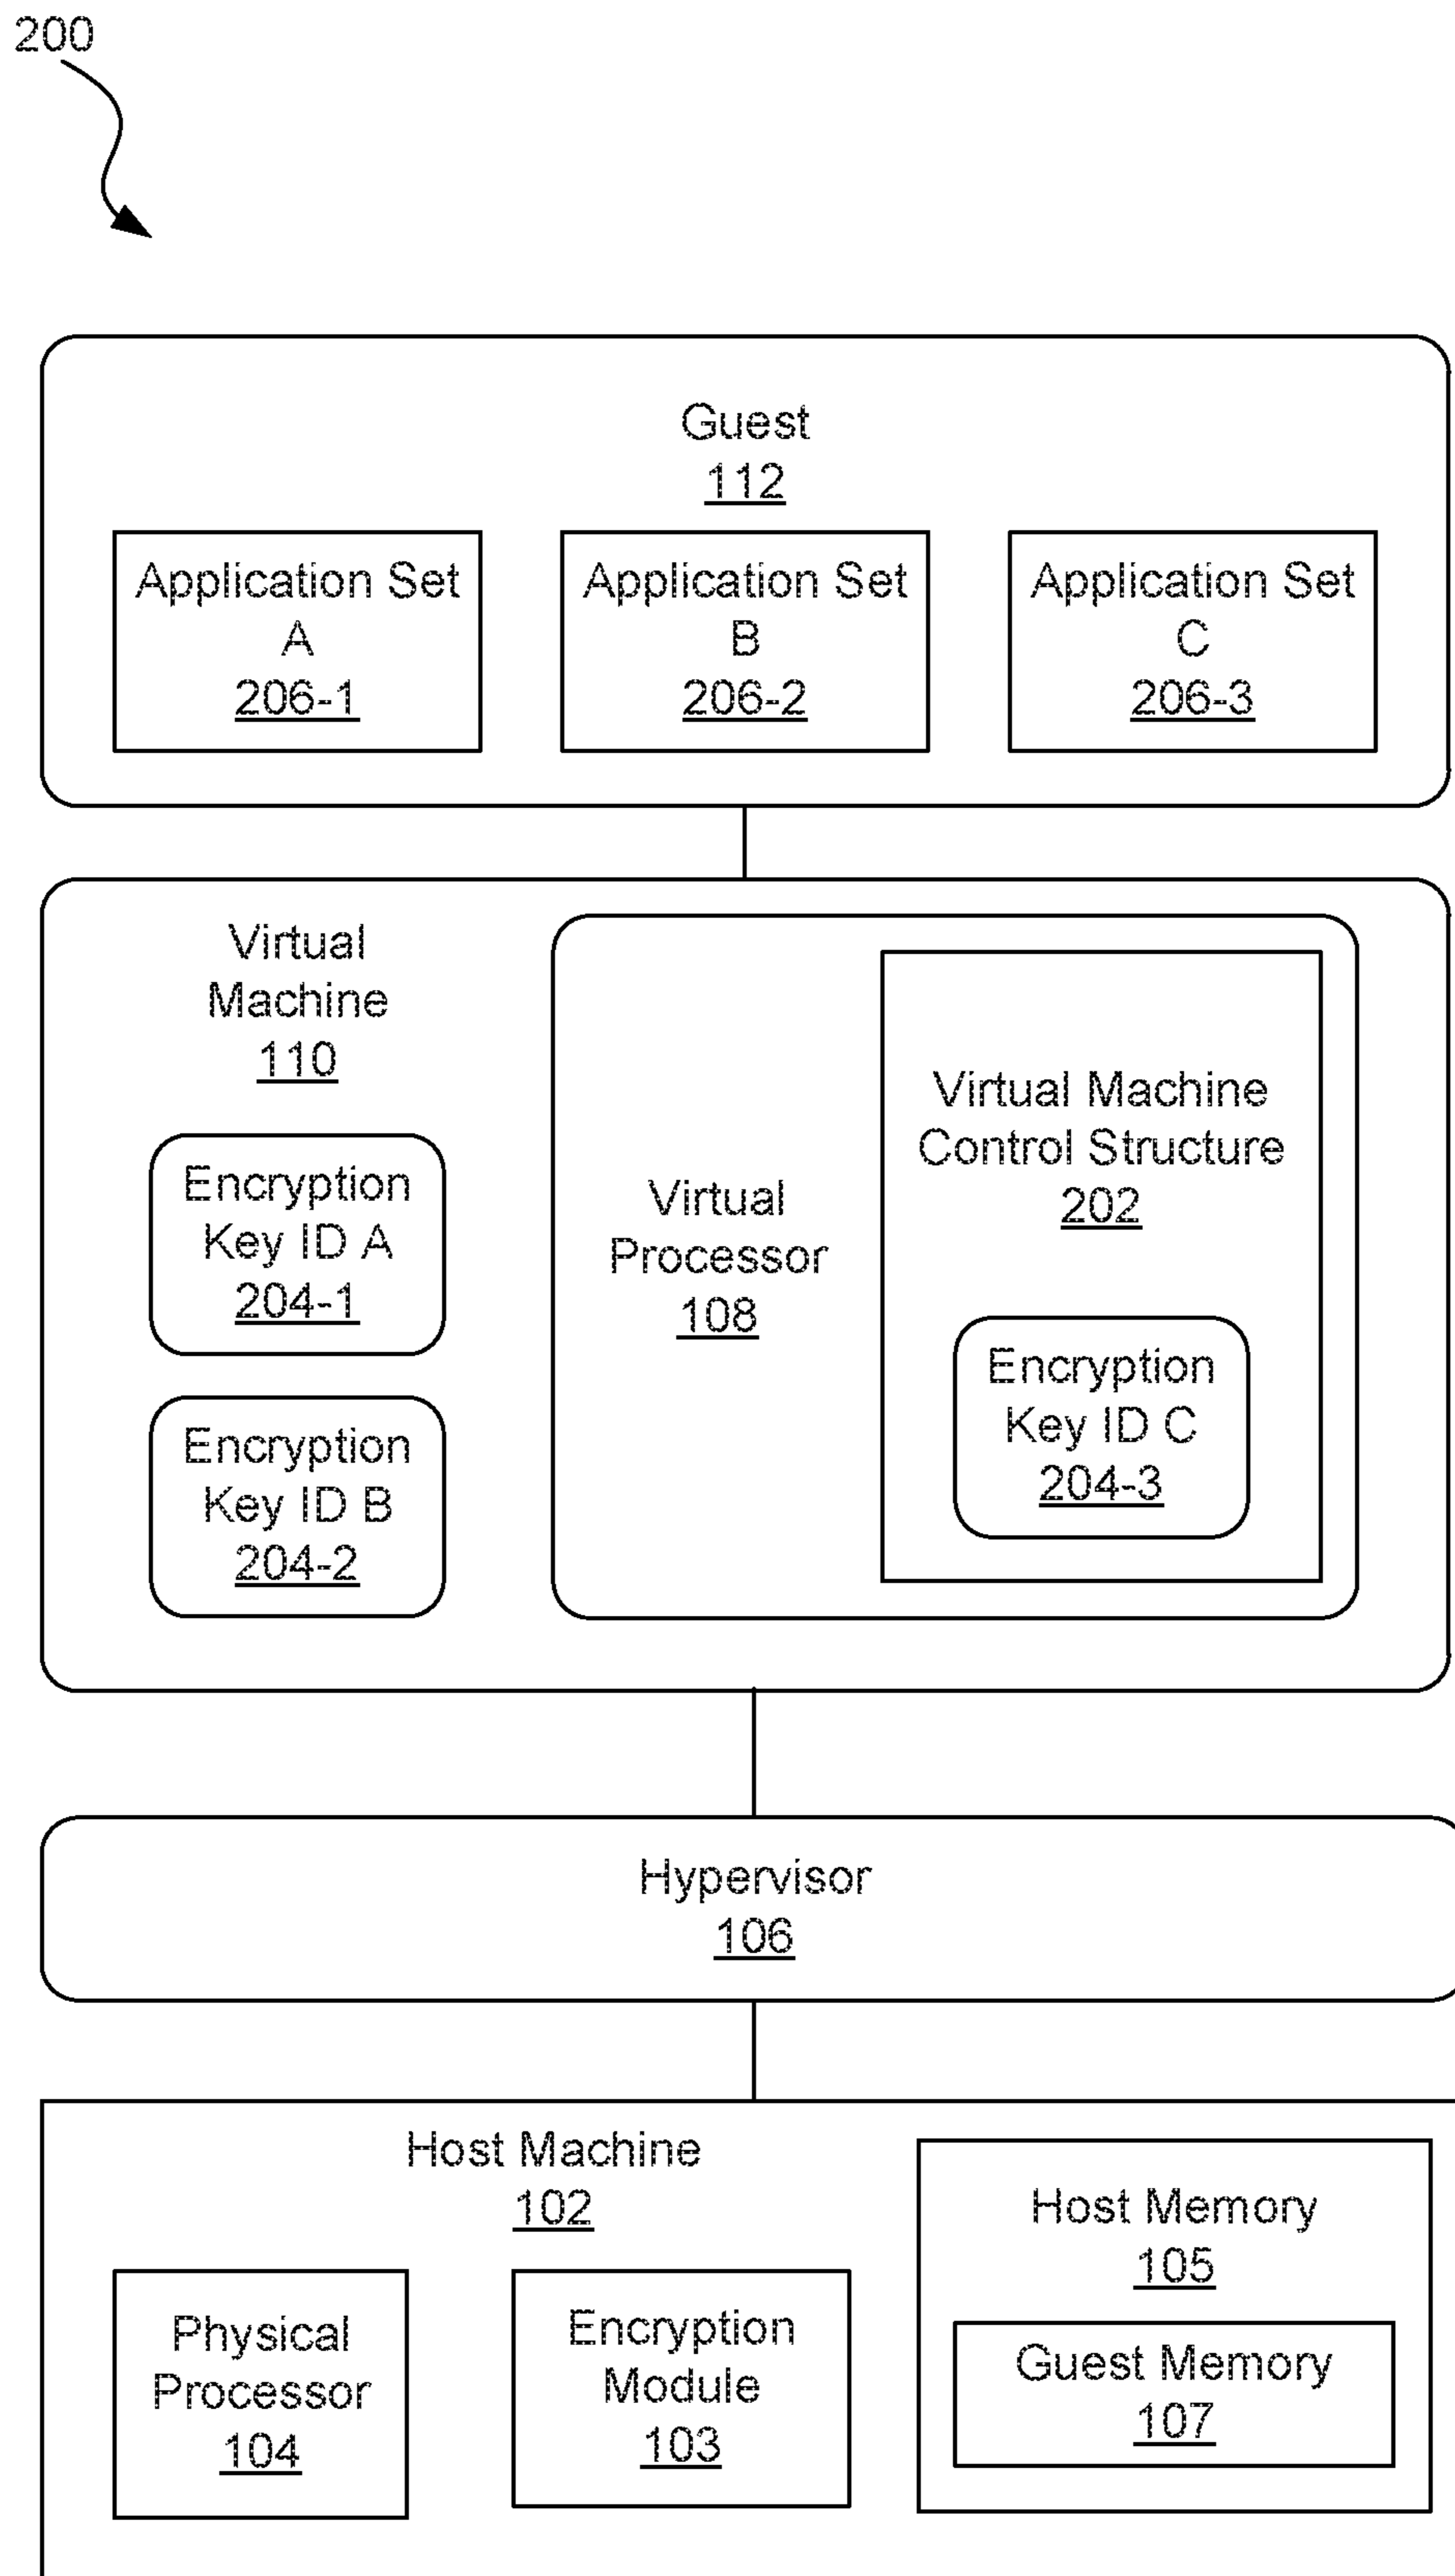 200
Guest
112
Application Set
A
206-1
Application Set
B
206-2
Application Set
C
206-3
Virtual
Machine
110
Encryption
Key ID A
204-1
Encryption
Key ID B
204-2
Virtual
Processor
108
Virtual Machine
Control Structure
202
Encryption
Key ID C
204-3
Hypervisor
106
Host Machine
102
Physical
Processor
104
Encryption
Module
103
Host Memory
105
Guest Memory
107